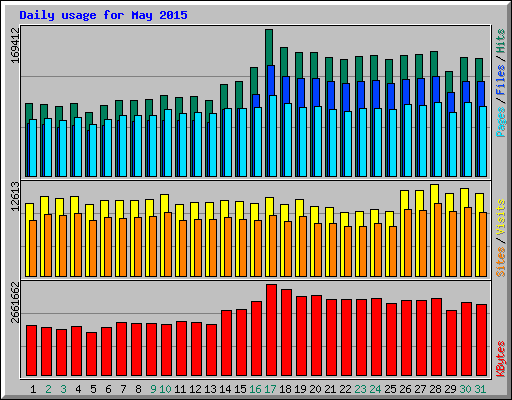 Daily usage for May 2015
169412
Pages / Files / Hits
12613
Sites / Visits
2661662
KBytes
1 2 3 4 5 6 7 8 9 10 11 12 13 14 15 16 17 18 19 20 21 22 23 24 25 26 27 28 29 30 31